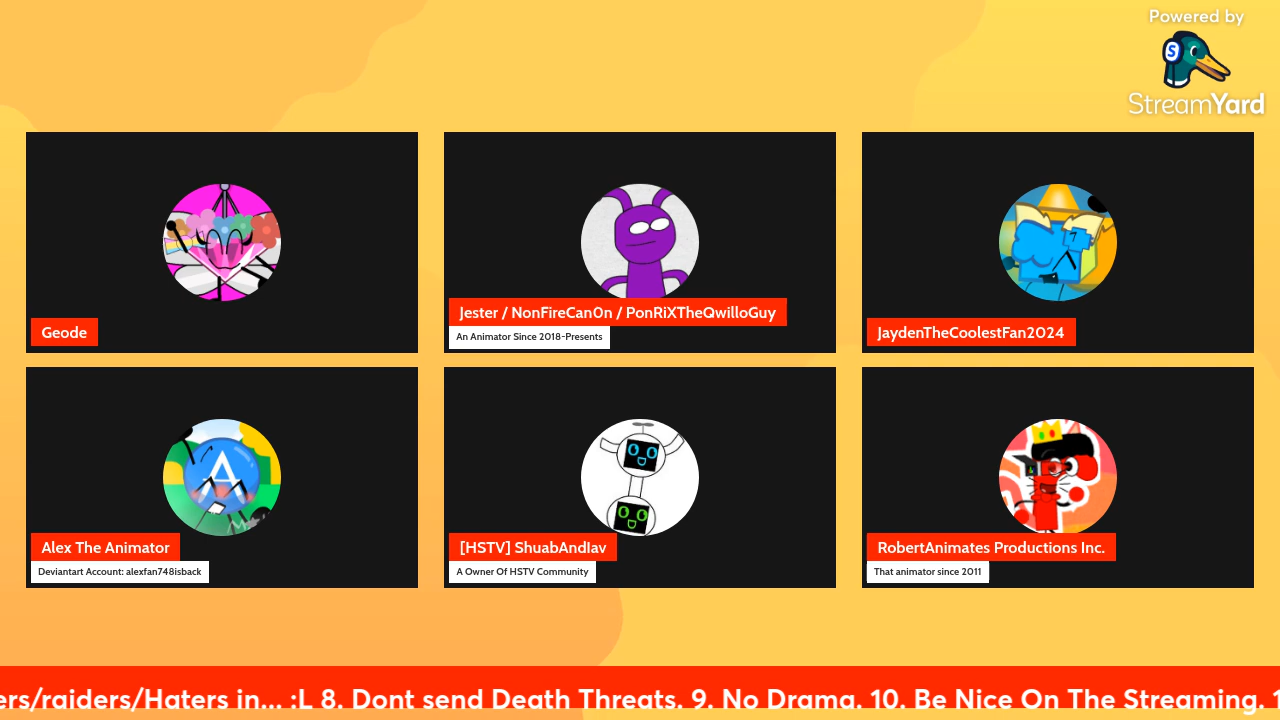 Powered by
StreamYard
Geode
Jester / NonFireCan0n / PonRiXTheQwilloGuy
An Animator Since 2018-Presents
JaydenTheCoolestFan2024
Alex The Animator
Deviantart Account: alexfan748isback
[HSTV] ShuabAndIav
A Owner Of HSTV Community
RobertAnimates Productions Inc.
That animator since 2011
ers/raiders/Haters in... :L 8. Dont send Death Threats. 9. No Drama. 10. Be Nice On The Streaming. 1